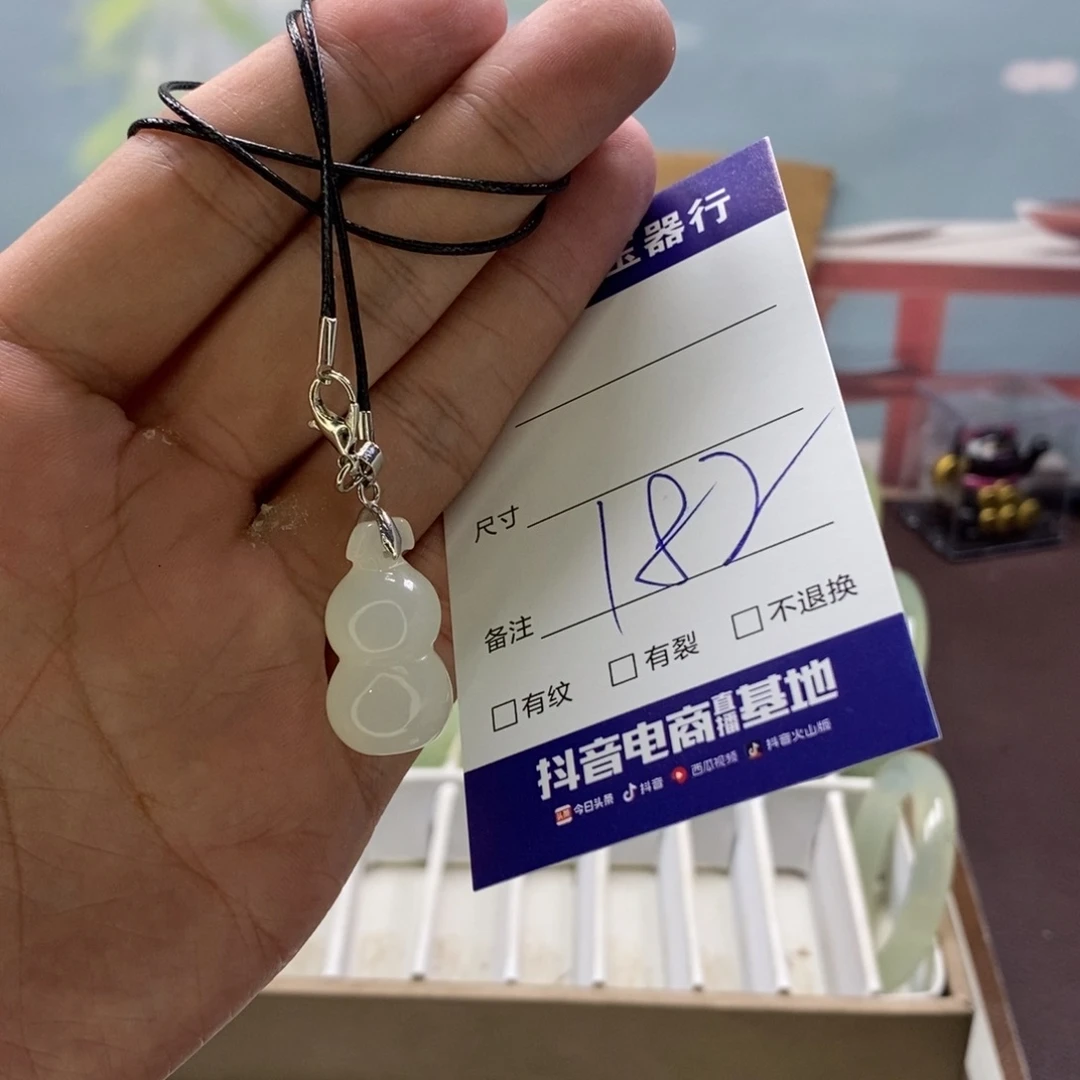 玉器行
尺寸
182
备注
□有纹 □有裂 □不退换
抖音电商直播基地
今日头条 抖音 西瓜视频 抖音火山版